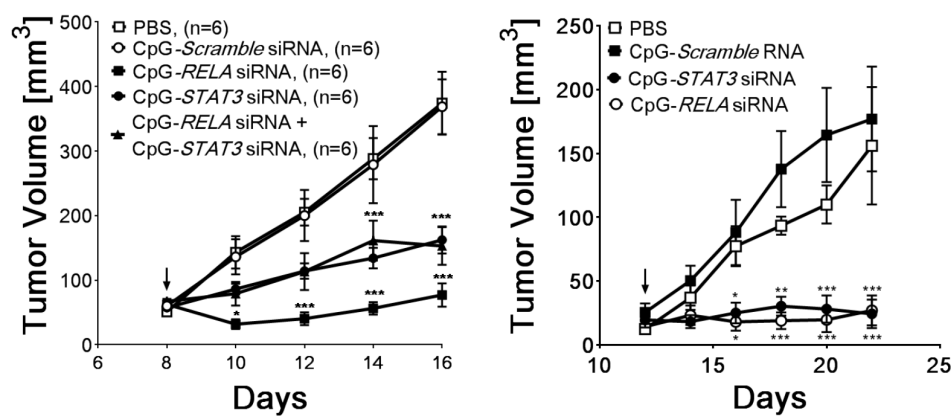 500
400
300
200
100
0
Tumor Volume [mm³]
PBS, (n=6)
CpG-Scramble siRNA, (n=6)
CpG-RELA siRNA, (n=6)
CpG-STAT3 siRNA, (n=6)
CpG-RELA siRNA +
CpG-STAT3 siRNA, (n=6)
*** ***
* *** *** ***
6 8 10 12 14 16
Days
250
200
150
100
50
0
Tumor Volume [mm³]
PBS
CpG-Scramble RNA
CpG-STAT3 siRNA
CpG-RELA siRNA
* ** *** ***
* *** *** ***
10 15 20 25
Days